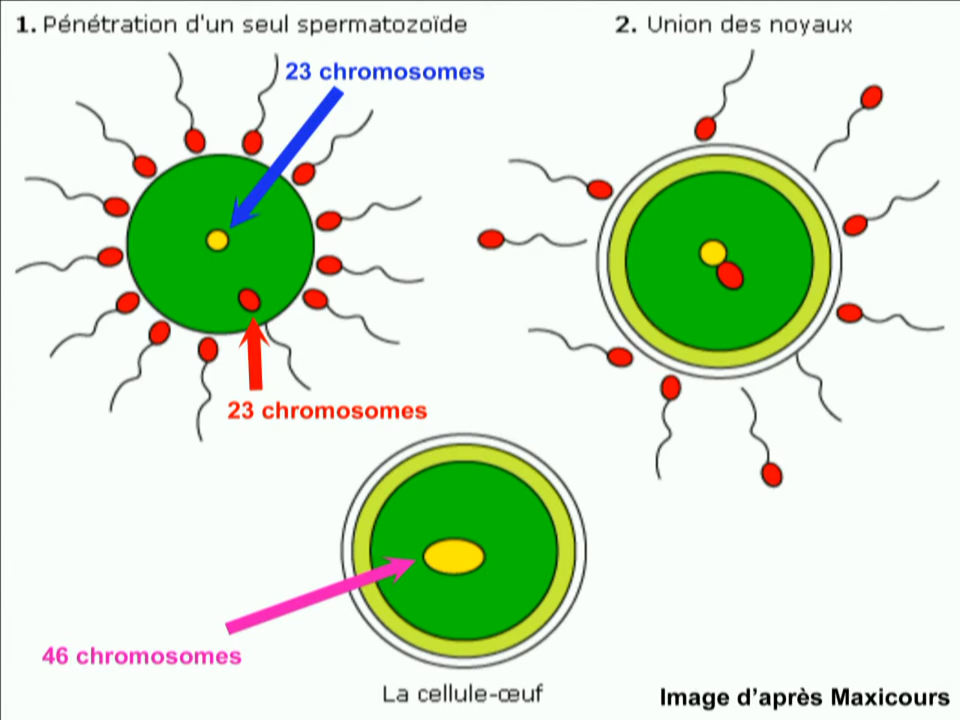 1. Pénétration d'un seul spermatozoïde
2. Union des noyaux
23 chromosomes
23 chromosomes
46 chromosomes
La cellule-œuf
Image d'après Maxicours